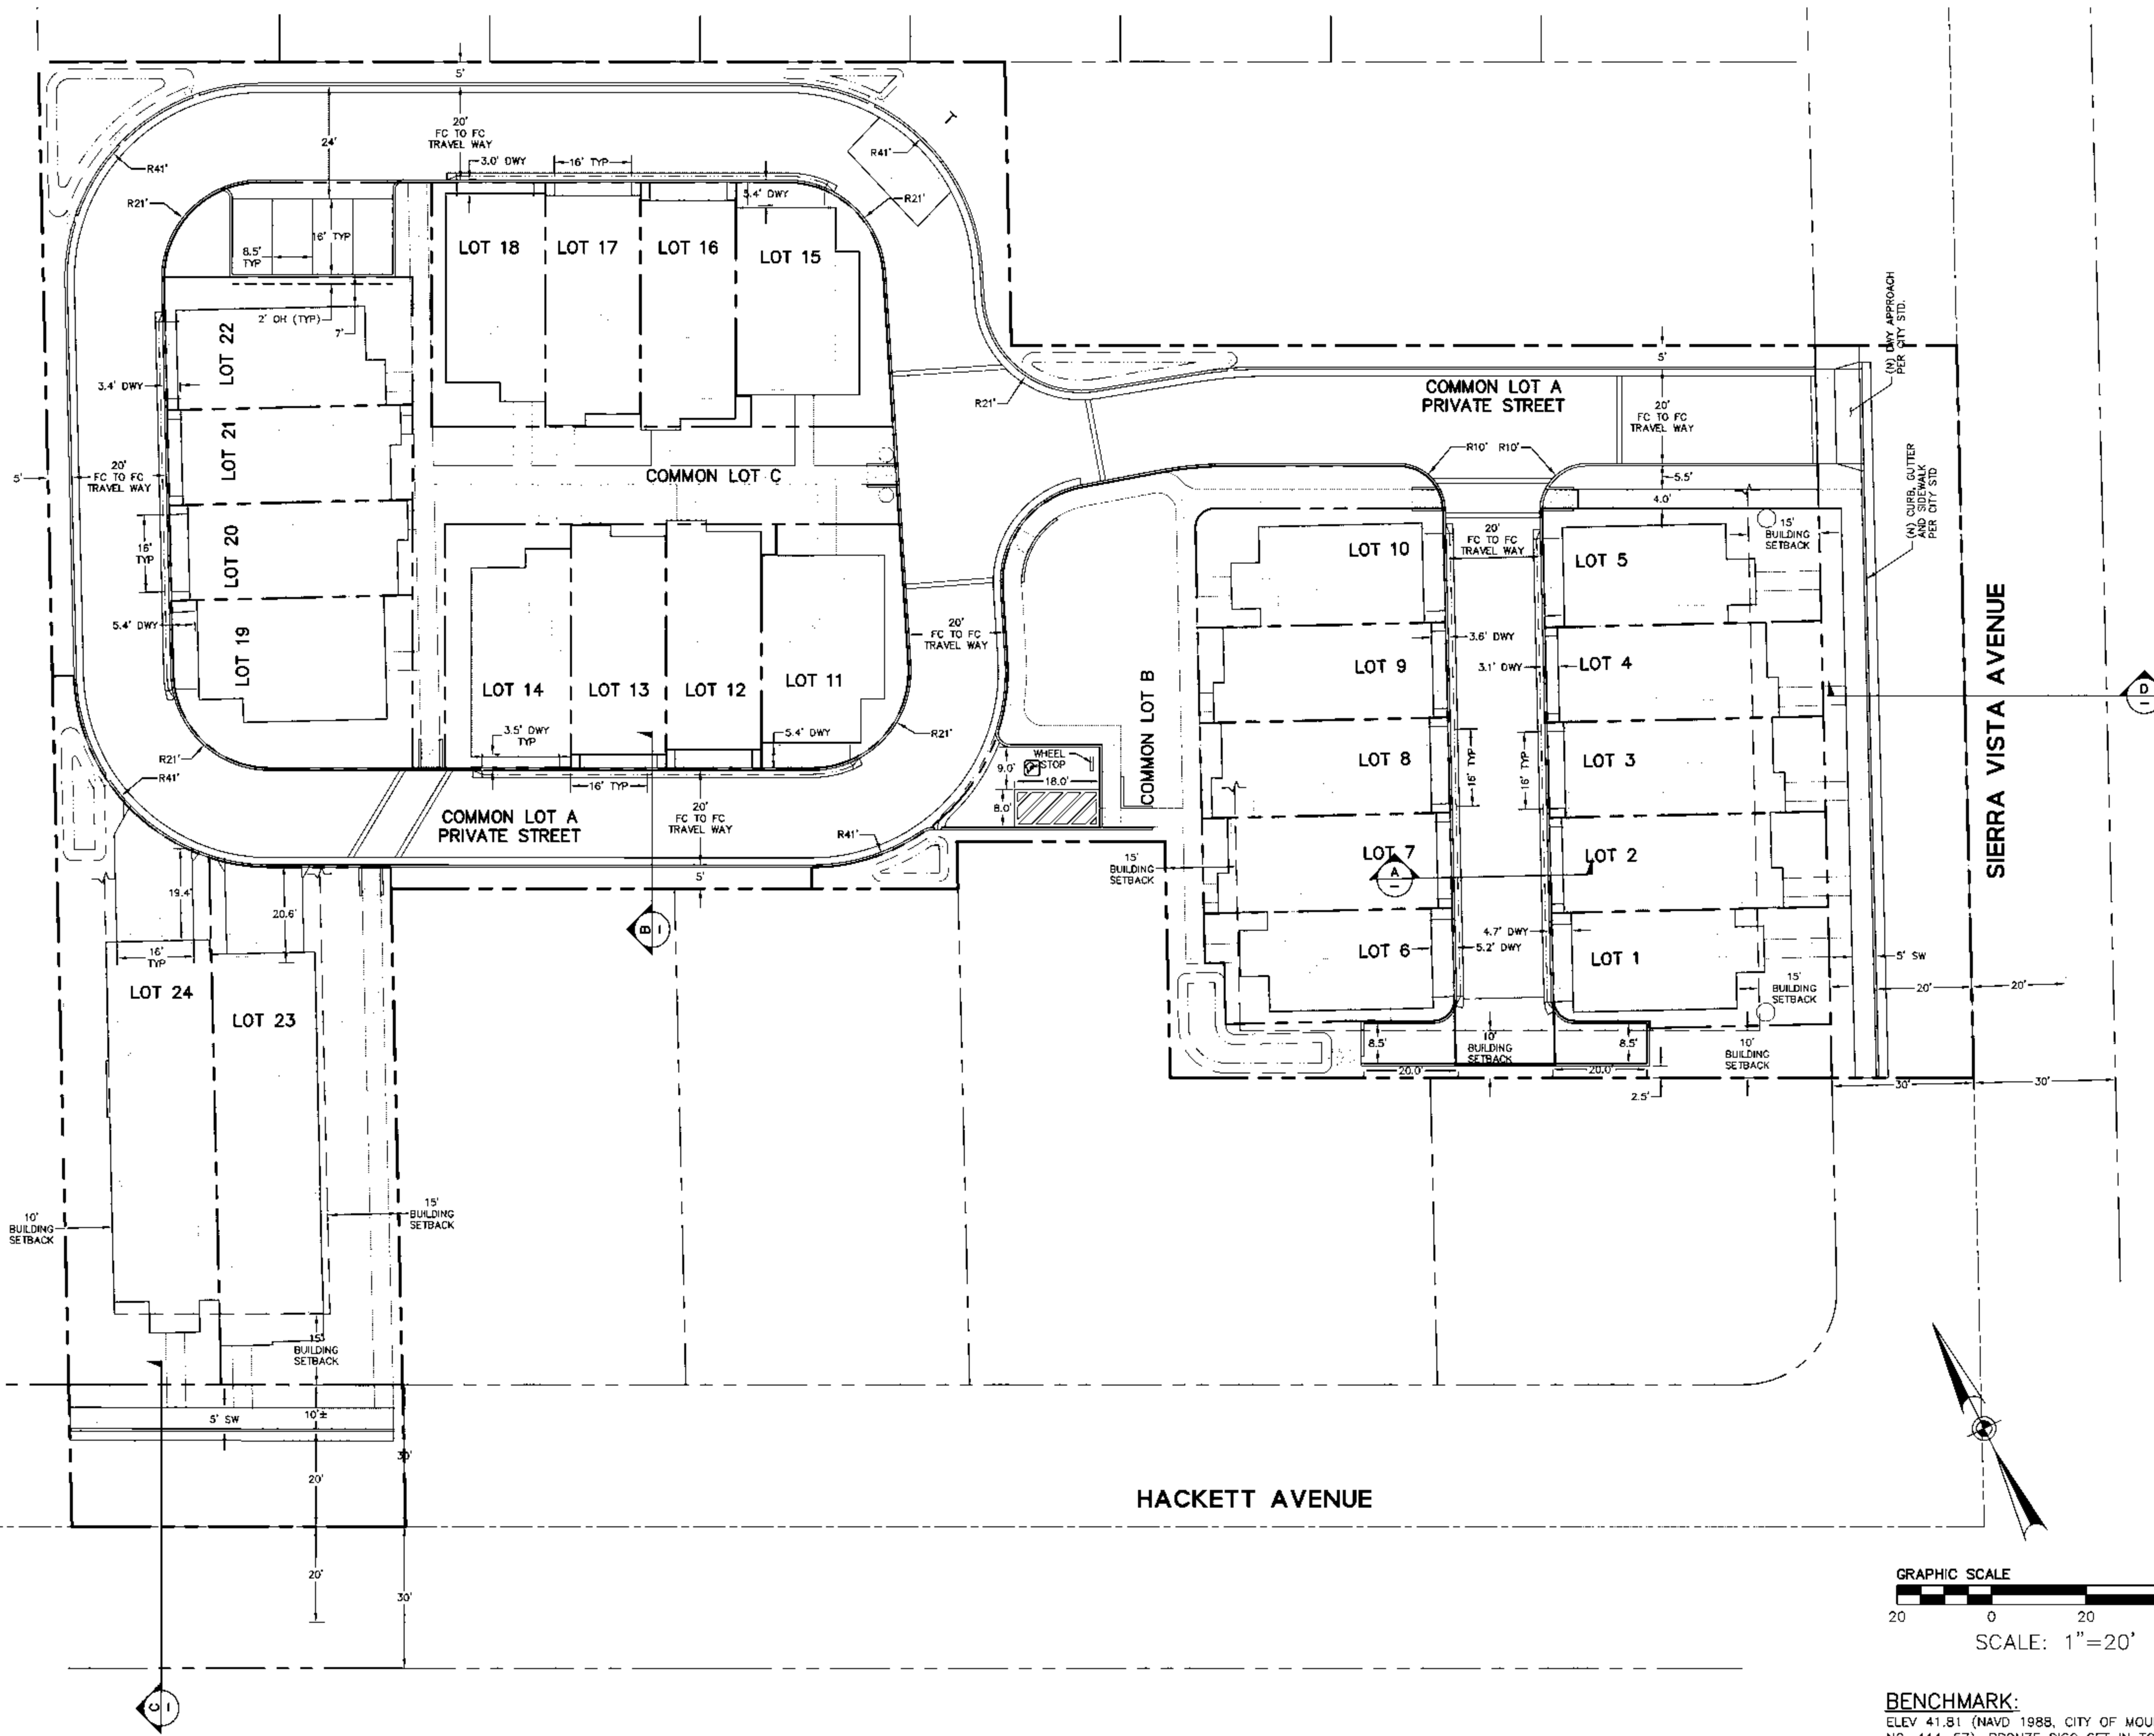 5'
20'
FC TO FC
TRAVEL WAY
24'
3.0' DWY
16' TYP
R41'
R21'
5.4' DWY
R41'
R21'
T
8.5'
TYP
16' TYP
LOT 18
LOT 17
LOT 16
LOT 15
2' OH (TYP)
7'
LOT 22
3.4' DWY
LOT 21
5'
20'
FC TO FC
TRAVEL WAY
16'
TYP
LOT 20
5.4' DWY
LOT 19
COMMON LOT C
R21'
COMMON LOT A
PRIVATE STREET
5'
20'
FC TO FC
TRAVEL WAY
(N) DWY APPROACH
PER CITY STD.
R10'
R10'
5.5'
4.0'
(N) CURB, GUTTER
AND SIDEWALK
PER CITY STD
15'
BUILDING
SETBACK
LOT 10
20'
FC TO FC
TRAVEL WAY
LOT 5
20'
FC TO FC
TRAVEL WAY
3.6' DWY
LOT 9
3.1' DWY
LOT 4
LOT 14
LOT 13
LOT 12
LOT 11
SIERRA VISTA AVENUE
D
3.5' DWY
TYP
5.4' DWY
R21'
R21'
R41'
16' TYP
COMMON LOT B
WHEEL
STOP
9.0'
18.0'
8.0'
LOT 8
16' TYP
16' TYP
LOT 3
COMMON LOT A
PRIVATE STREET
20'
FC TO FC
TRAVEL WAY
R41'
5'
15'
BUILDING
SETBACK
LOT 7
A
LOT 2
19.4'
20.6'
B
4.7' DWY
5.2' DWY
LOT 6
LOT 1
5' SW
16'
TYP
LOT 24
LOT 23
15'
BUILDING
SETBACK
20'
20'
8.5'
10'
BUILDING
SETBACK
8.5'
10'
BUILDING
SETBACK
20.0'
20.0'
2.5'
30'
30'
10'
BUILDING
SETBACK
15'
BUILDING
SETBACK
15'
BUILDING
SETBACK
5' SW
10'±
30'
20'
HACKETT AVENUE
20'
30'
C
GRAPHIC SCALE
20 0 20
SCALE: 1"=20'
BENCHMARK:
ELEV 41.81 (NAVD 1988, CITY OF MOU